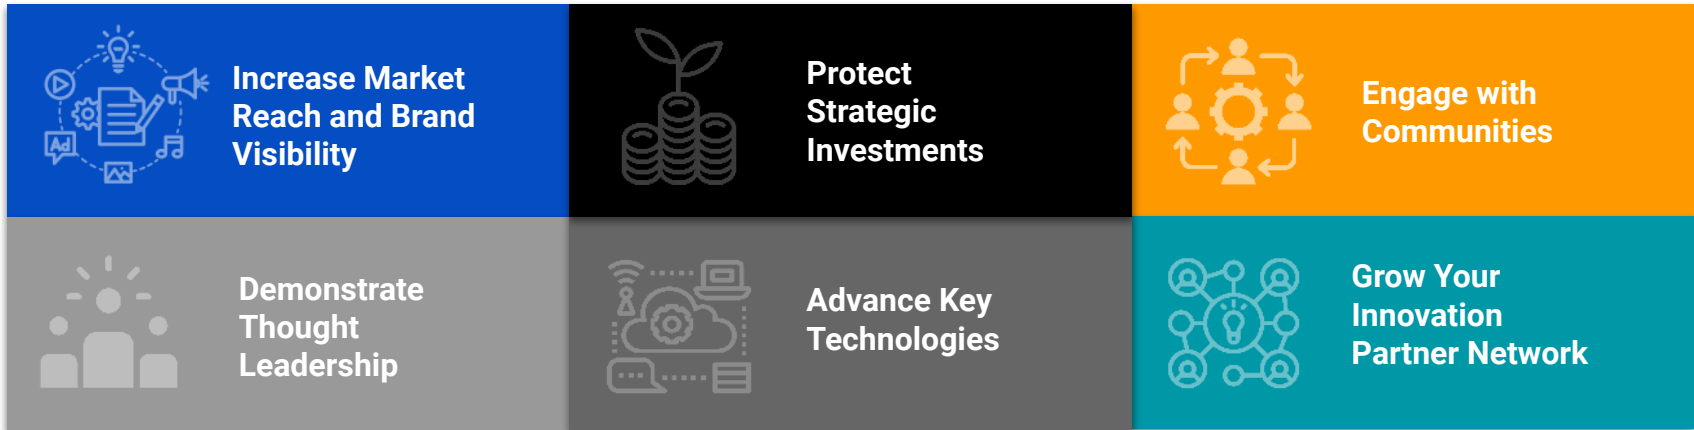 Increase Market
Reach and Brand
Visibility
Protect
Strategic
Investments
Engage with
Communities
Ad
Demonstrate
Thought
Leadership
Advance Key
Technologies
Grow Your
Innovation
Partner Network